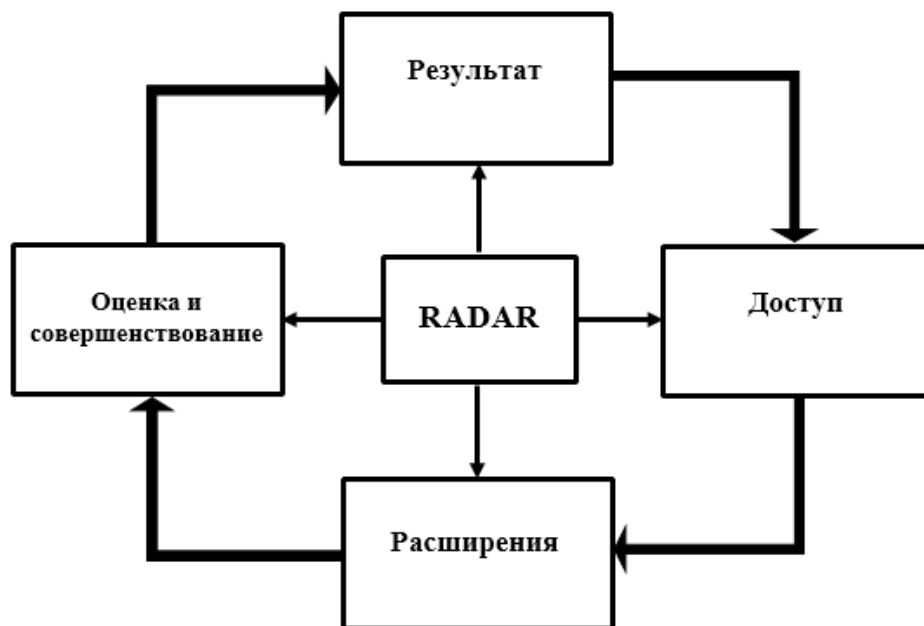 Результат
Оценка и
совершенствование
RADAR
Доступ
Расширения